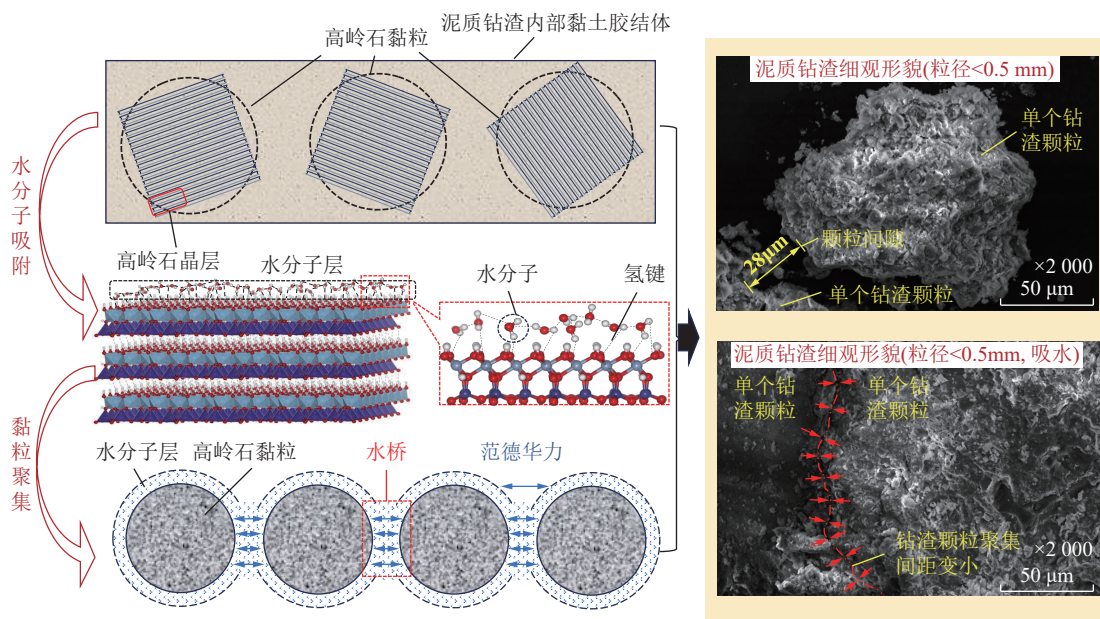 泥质钻渣内部黏土胶结体
高岭石黏粒
水分子吸附
高岭石晶层
水分子层
水分子
氢键
黏粒聚集
水分子层
高岭石黏粒
水桥
范德华力
泥质钻渣细观形貌(粒径<0.5 mm)
单个钻
渣颗粒
颗粒间隙
28μm
单个钻渣颗粒
×2 000
50 μm
泥质钻渣细观形貌(粒径<0.5mm, 吸水)
单个钻
渣颗粒
单个钻
渣颗粒
钻渣颗粒聚集
间距变小
×2 000
50 μm